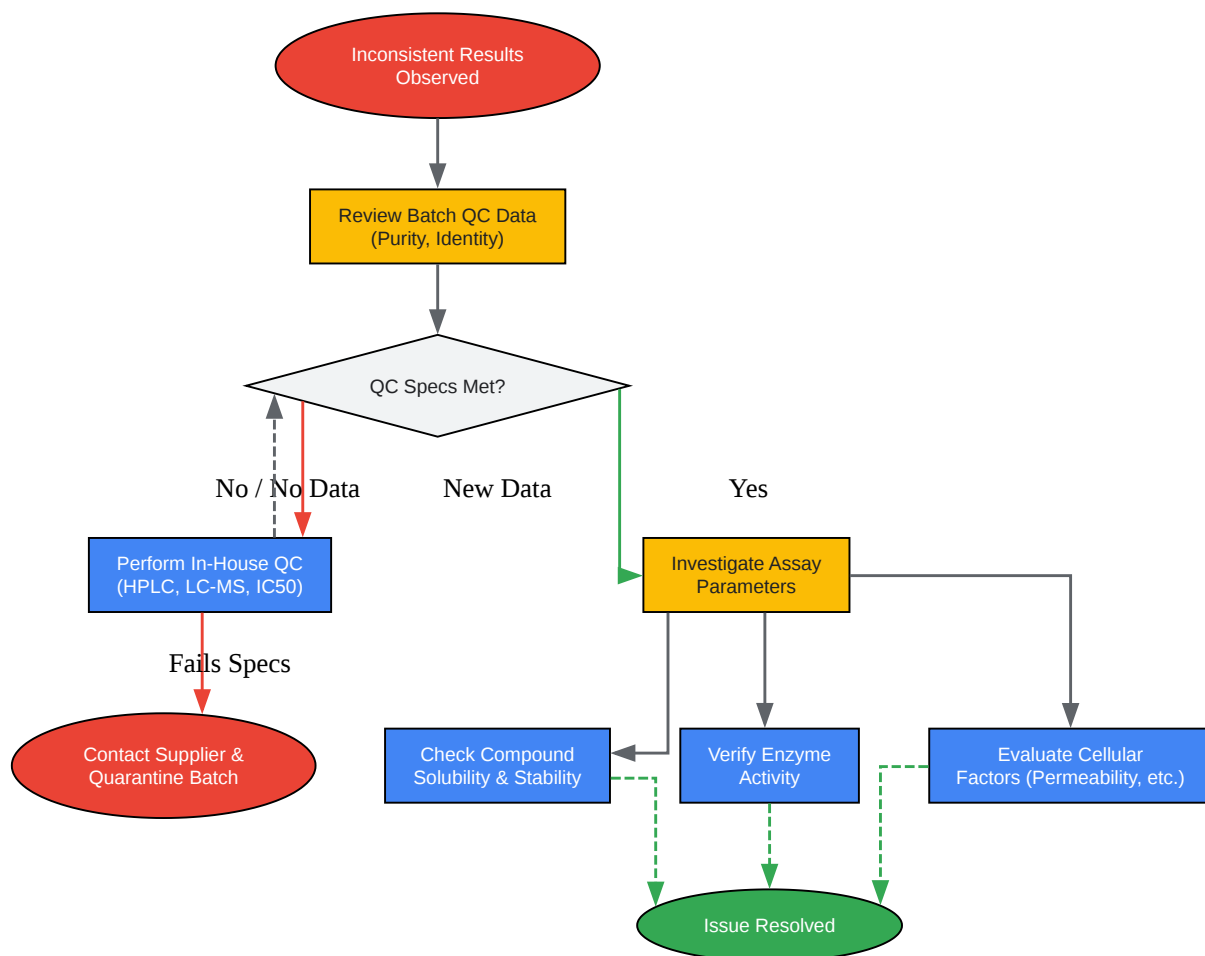 Inconsistent Results
Observed
Review Batch QC Data
(Purity, Identity)
QC Specs Met?
No / No Data
New Data
Yes
Perform In-House QC
(HPLC, LC-MS, IC50)
Investigate Assay
Parameters
Fails Specs
Contact Supplier &
Quarantine Batch
Check Compound
Solubility & Stability
Verify Enzyme
Activity
Evaluate Cellular
Factors (Permeability, etc.)
Issue Resolved